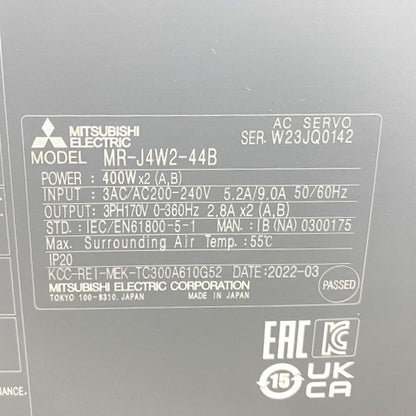 AC SERVO
MITSUBISHI
ELECTRIC
SER. W23JQ0142
MODEL MR-J4W2-44B
POWER : 400W×2 (A,B)
INPUT : 3AC/AC200-240V 5.2A/9.0A 50/60Hz
OUTPUT: 3PH170V 0-360Hz 2.8A ×2 (A,B)
STD. : IEC/EN61800-5-1 MAN. : IB (NA) 0300175
Max. Surrounding Air Temp. :55℃
IP20
KCC-REI-MEK-TC300A610G52 DATE:2022-03
MITSUBISHI ELECTRIC CORPORATION
TOKYO 100-8310, JAPAN MADE IN JAPAN
PASSED
EAC
15
UK
CA
NANCE.